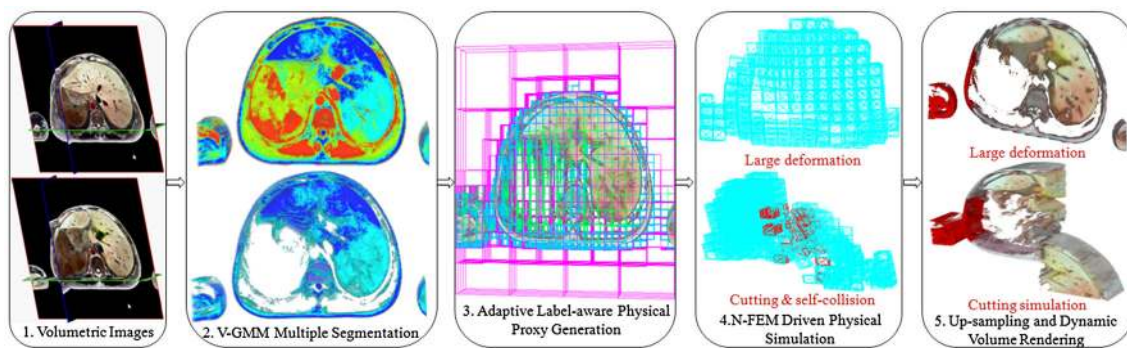 1. Volumetric Images
2. V-GMM Multiple Segmentation
3. Adaptive Label-aware Physical
Proxy Generation
Large deformation
Cutting & self-collision
4.N-FEM Driven Physical
Simulation
Large deformation
Cutting simulation
5. Up-sampling and Dynamic
Volume Rendering